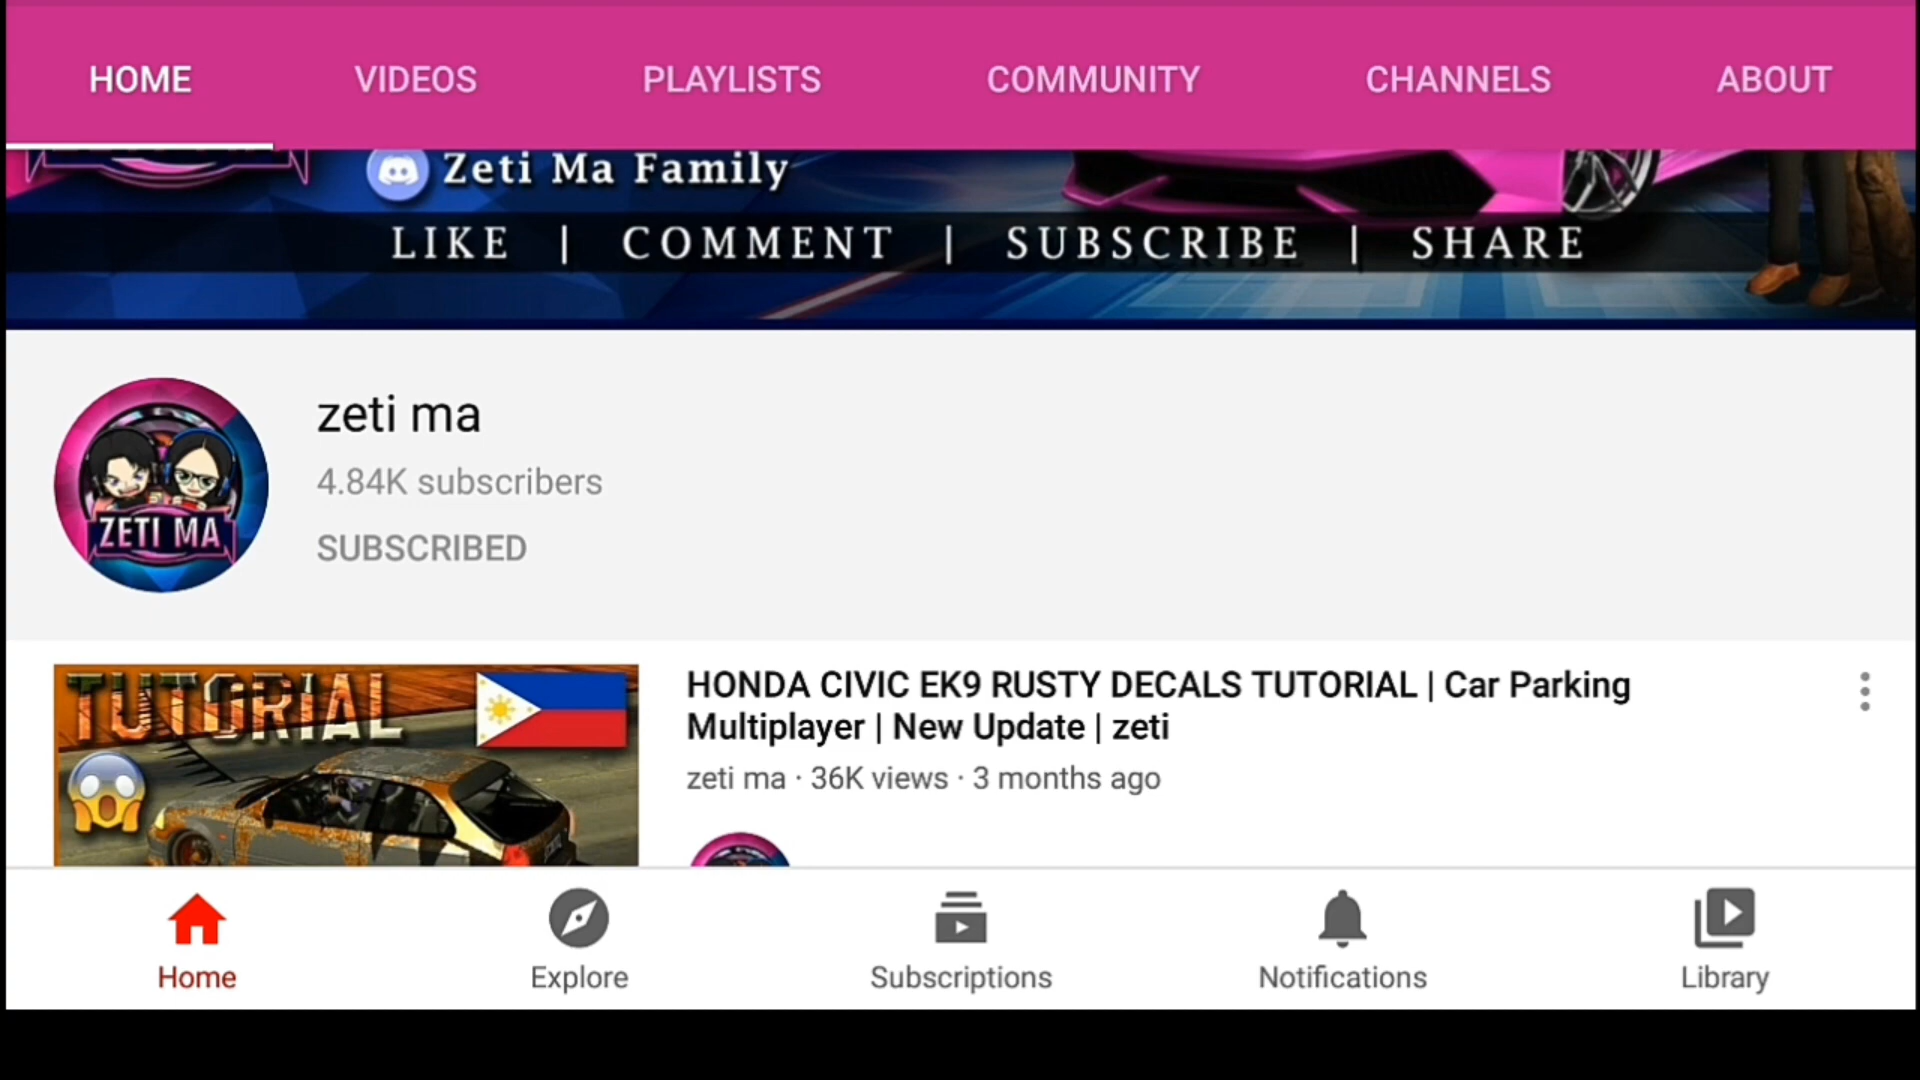 HOME VIDEOS PLAYLISTS COMMUNITY CHANNELS ABOUT
Zeti Ma Family
LIKE | COMMENT | SUBSCRIBE | SHARE
zeti ma
4.84K subscribers
SUBSCRIBED
ZETI MA
TUTORIAL
HONDA CIVIC EK9 RUSTY DECALS TUTORIAL | Car Parking
Multiplayer | New Update | zeti
zeti ma · 36K views · 3 months ago
Home Explore Subscriptions Notifications Library